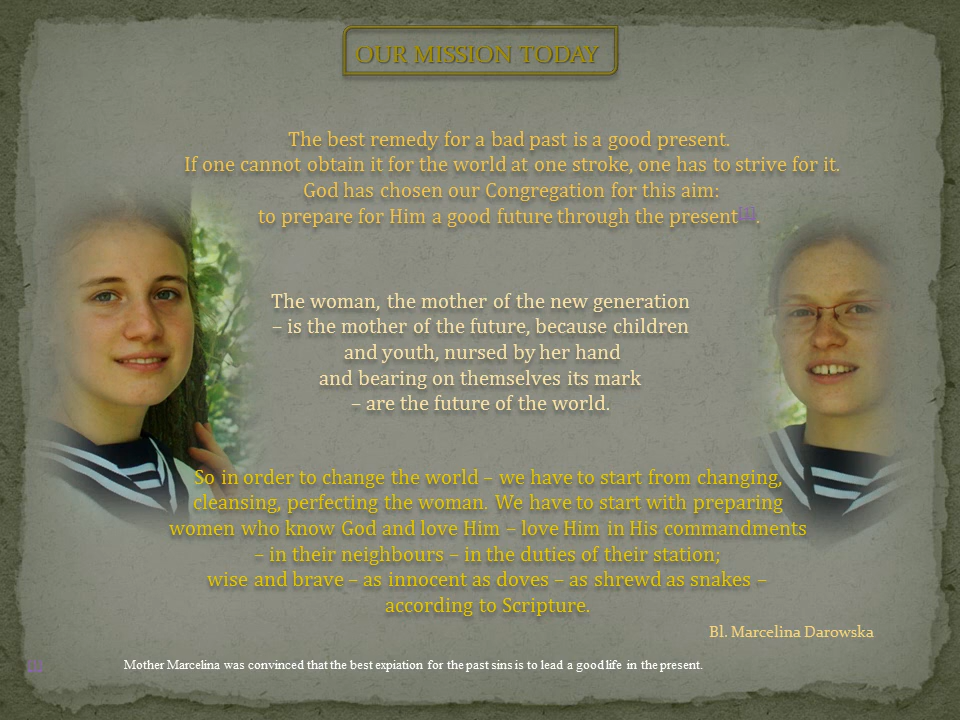 OUR MISSION TODAY
The best remedy for a bad past is a good present.
If one cannot obtain it for the world at one stroke, one has to strive for it.
God has chosen our Congregation for this aim:
to prepare for Him a good future through the present[1].
The woman, the mother of the new generation
– is the mother of the future, because children
and youth, nursed by her hand
and bearing on themselves its mark
– are the future of the world.
So in order to change the world – we have to start from changing,
cleansing, perfecting the woman. We have to start with preparing
women who know God and love Him – love Him in His commandments
– in their neighbours – in the duties of their station;
wise and brave – as innocent as doves – as shrewd as snakes –
according to Scripture.
Bl. Marcelina Darowska
[1] Mother Marcelina was convinced that the best expiation for the past sins is to lead a good life in the present.